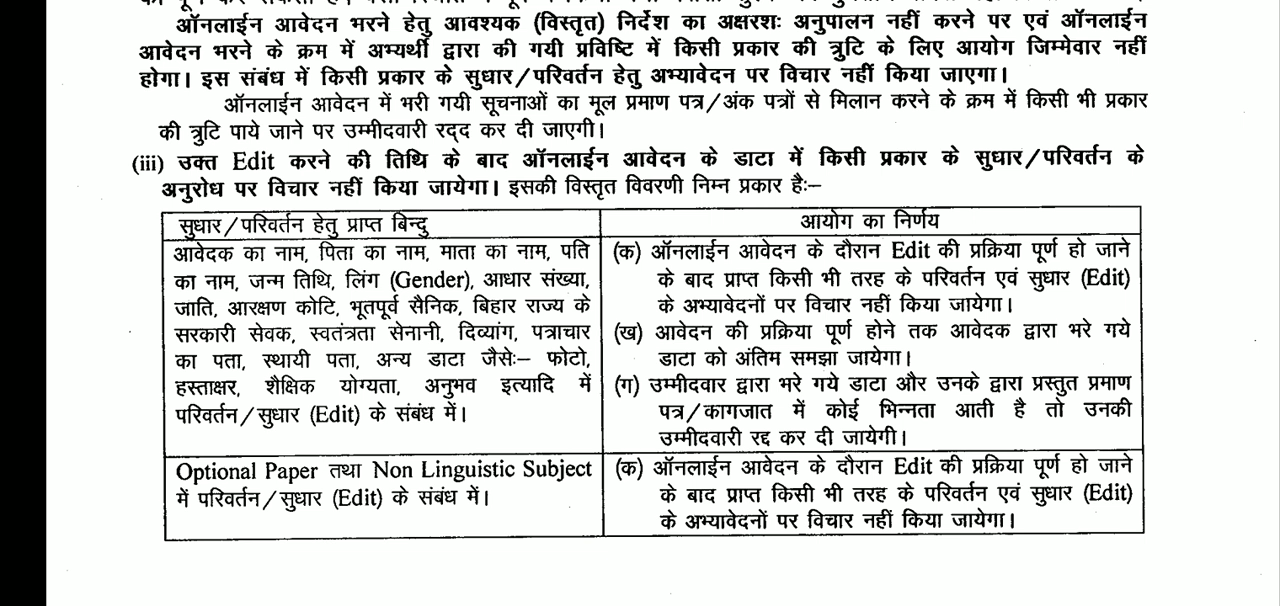 ऑनलाईन आवेदन भरने हेतु आवश्यक (विस्तृत) निर्देश का अक्षरशः अनुपालन नहीं करने पर एवं ऑनलाईन
आवेदन भरने के क्रम में अभ्यर्थी द्वारा की गयी प्रविष्टि में किसी प्रकार की त्रुटि के लिए आयोग जिम्मेवार नहीं
होगा। इस संबंध में किसी प्रकार के सुधार/परिवर्तन हेतु अभ्यावेदन पर विचार नहीं किया जाएगा।
ऑनलाईन आवेदन में भरी गयी सूचनाओं का मूल प्रमाण पत्र/अंक पत्रों से मिलान करने के क्रम में किसी भी प्रकार
की त्रुटि पाये जाने पर उम्मीदवारी रद्द कर दी जाएगी।
(iii) उक्त Edit करने की तिथि के बाद ऑनलाईन आवेदन के डाटा में किसी प्रकार के सुधार/परिवर्तन के
अनुरोध पर विचार नहीं किया जायेगा। इसकी विस्तृत विवरणी निम्न प्रकार हैः–
सुधार/परिवर्तन हेतु प्राप्त बिन्दु
आवेदक का नाम, पिता का नाम, माता का नाम, पति
का नाम, जन्म तिथि, लिंग (Gender), आधार संख्या,
जाति, आरक्षण कोटि, भूतपूर्व सैनिक, बिहार राज्य के
सरकारी सेवक, स्वतंत्रता सेनानी, दिव्यांग, पत्राचार
का पता, स्थायी पता, अन्य डाटा जैसेः– फोटो,
हस्ताक्षर, शैक्षिक योग्यता, अनुभव इत्यादि में
परिवर्तन/सुधार (Edit) के संबंध में।
आयोग का निर्णय
(क) ऑनलाईन आवेदन के दौरान Edit की प्रक्रिया पूर्ण हो जाने
के बाद प्राप्त किसी भी तरह के परिवर्तन एवं सुधार (Edit)
के अभ्यावेदनों पर विचार नहीं किया जायेगा।
(ख) आवेदन की प्रक्रिया पूर्ण होने तक आवेदक द्वारा भरे गये
डाटा को अंतिम समझा जायेगा।
(ग) उम्मीदवार द्वारा भरे गये डाटा और उनके द्वारा प्रस्तुत प्रमाण
पत्र/कागजात में कोई भिन्नता आती है तो उनकी
उम्मीदवारी रद्द कर दी जायेगी।
Optional Paper तथा Non Linguistic Subject
में परिवर्तन/सुधार (Edit) के संबंध में।
(क) ऑनलाईन आवेदन के दौरान Edit की प्रक्रिया पूर्ण हो जाने
के बाद प्राप्त किसी भी तरह के परिवर्तन एवं सुधार (Edit)
के अभ्यावेदनों पर विचार नहीं किया जायेगा।